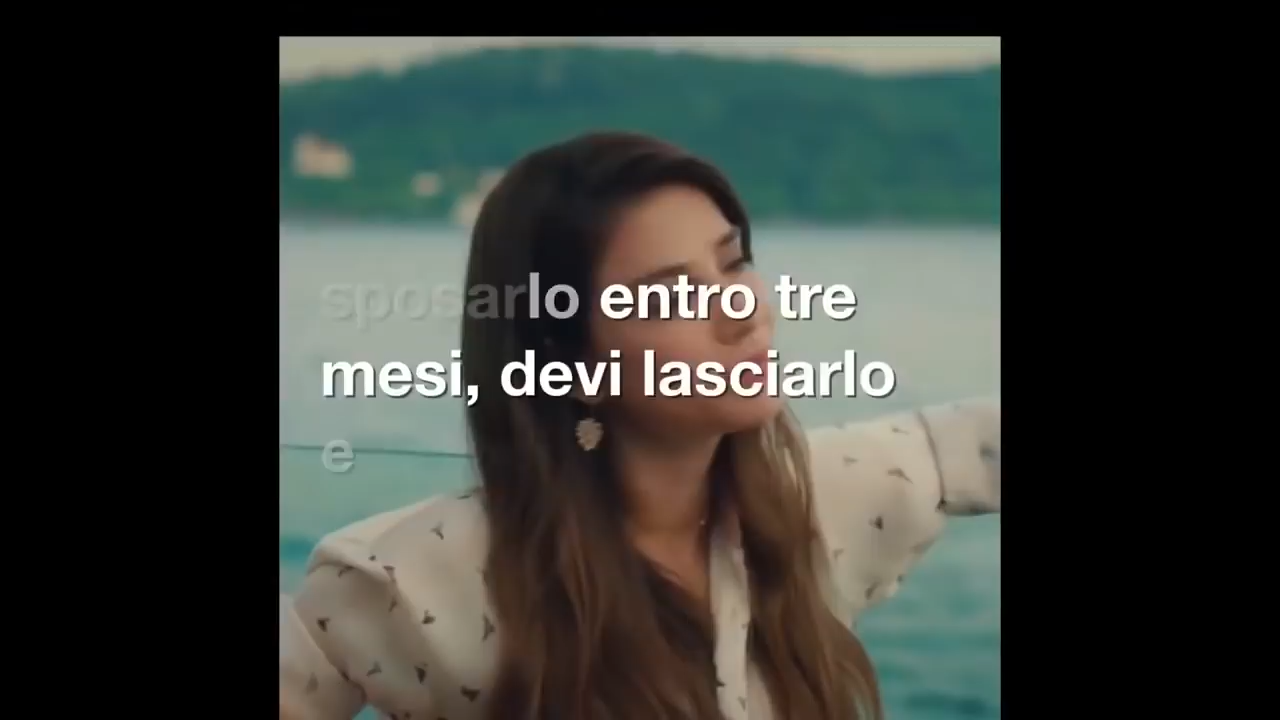 sposarlo entro tre
mesi, devi lasciarlo
e